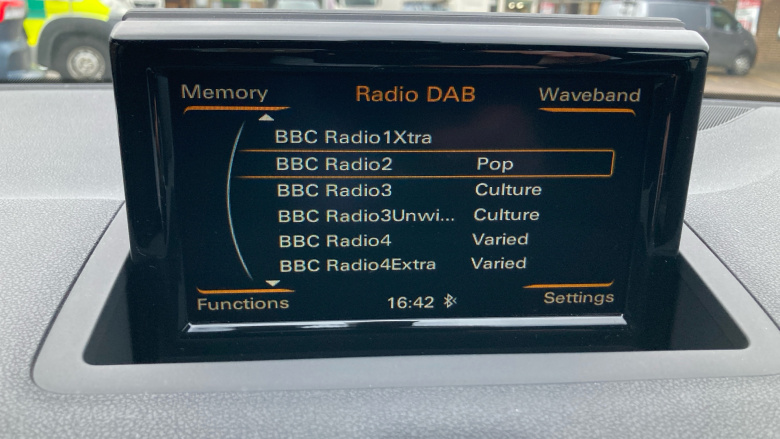 Memory Radio DAB Waveband
BBC Radio1Xtra
BBC Radio2 Pop
BBC Radio3 Culture
BBC Radio3Unwi... Culture
BBC Radio4 Varied
BBC Radio4Extra Varied
Functions 16:42 Settings